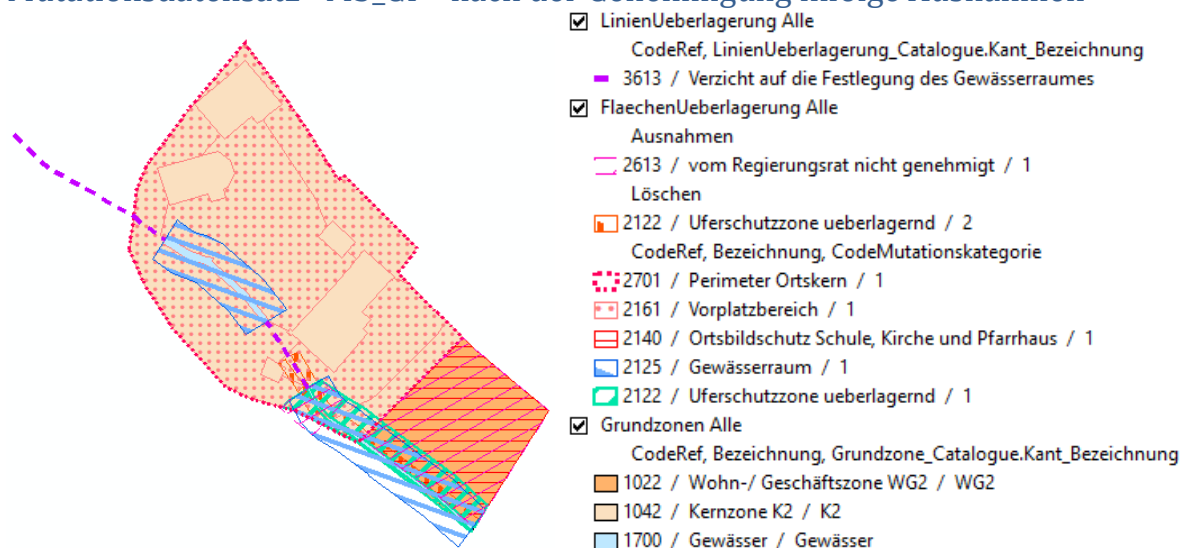 LinienUeberlagerung Alle
CodeRef, LinienUeberlagerung_Catalogue.Kant_Bezeichnung
3613 / Verzicht auf die Festlegung des Gewässerraumes
FlaechenUeberlagerung Alle
Ausnahmen
2613 / vom Regierungsrat nicht genehmigt / 1
Löschen
2122 / Uferschutzzone ueberlagernd / 2
CodeRef, Bezeichnung, CodeMutationskategorie
2701 / Perimeter Ortskern / 1
2161 / Vorplatzbereich / 1
2140 / Ortsbildschutz Schule, Kirche und Pfarrhaus / 1
2125 / Gewässerraum / 1
2122 / Uferschutzzone ueberlagernd / 1
Grundzonen Alle
CodeRef, Bezeichnung, Grundzone_Catalogue.Kant_Bezeichnung
1022 / Wohn-/ Geschäftszone WG2 / WG2
1042 / Kernzone K2 / K2
1700 / Gewässer / Gewässer